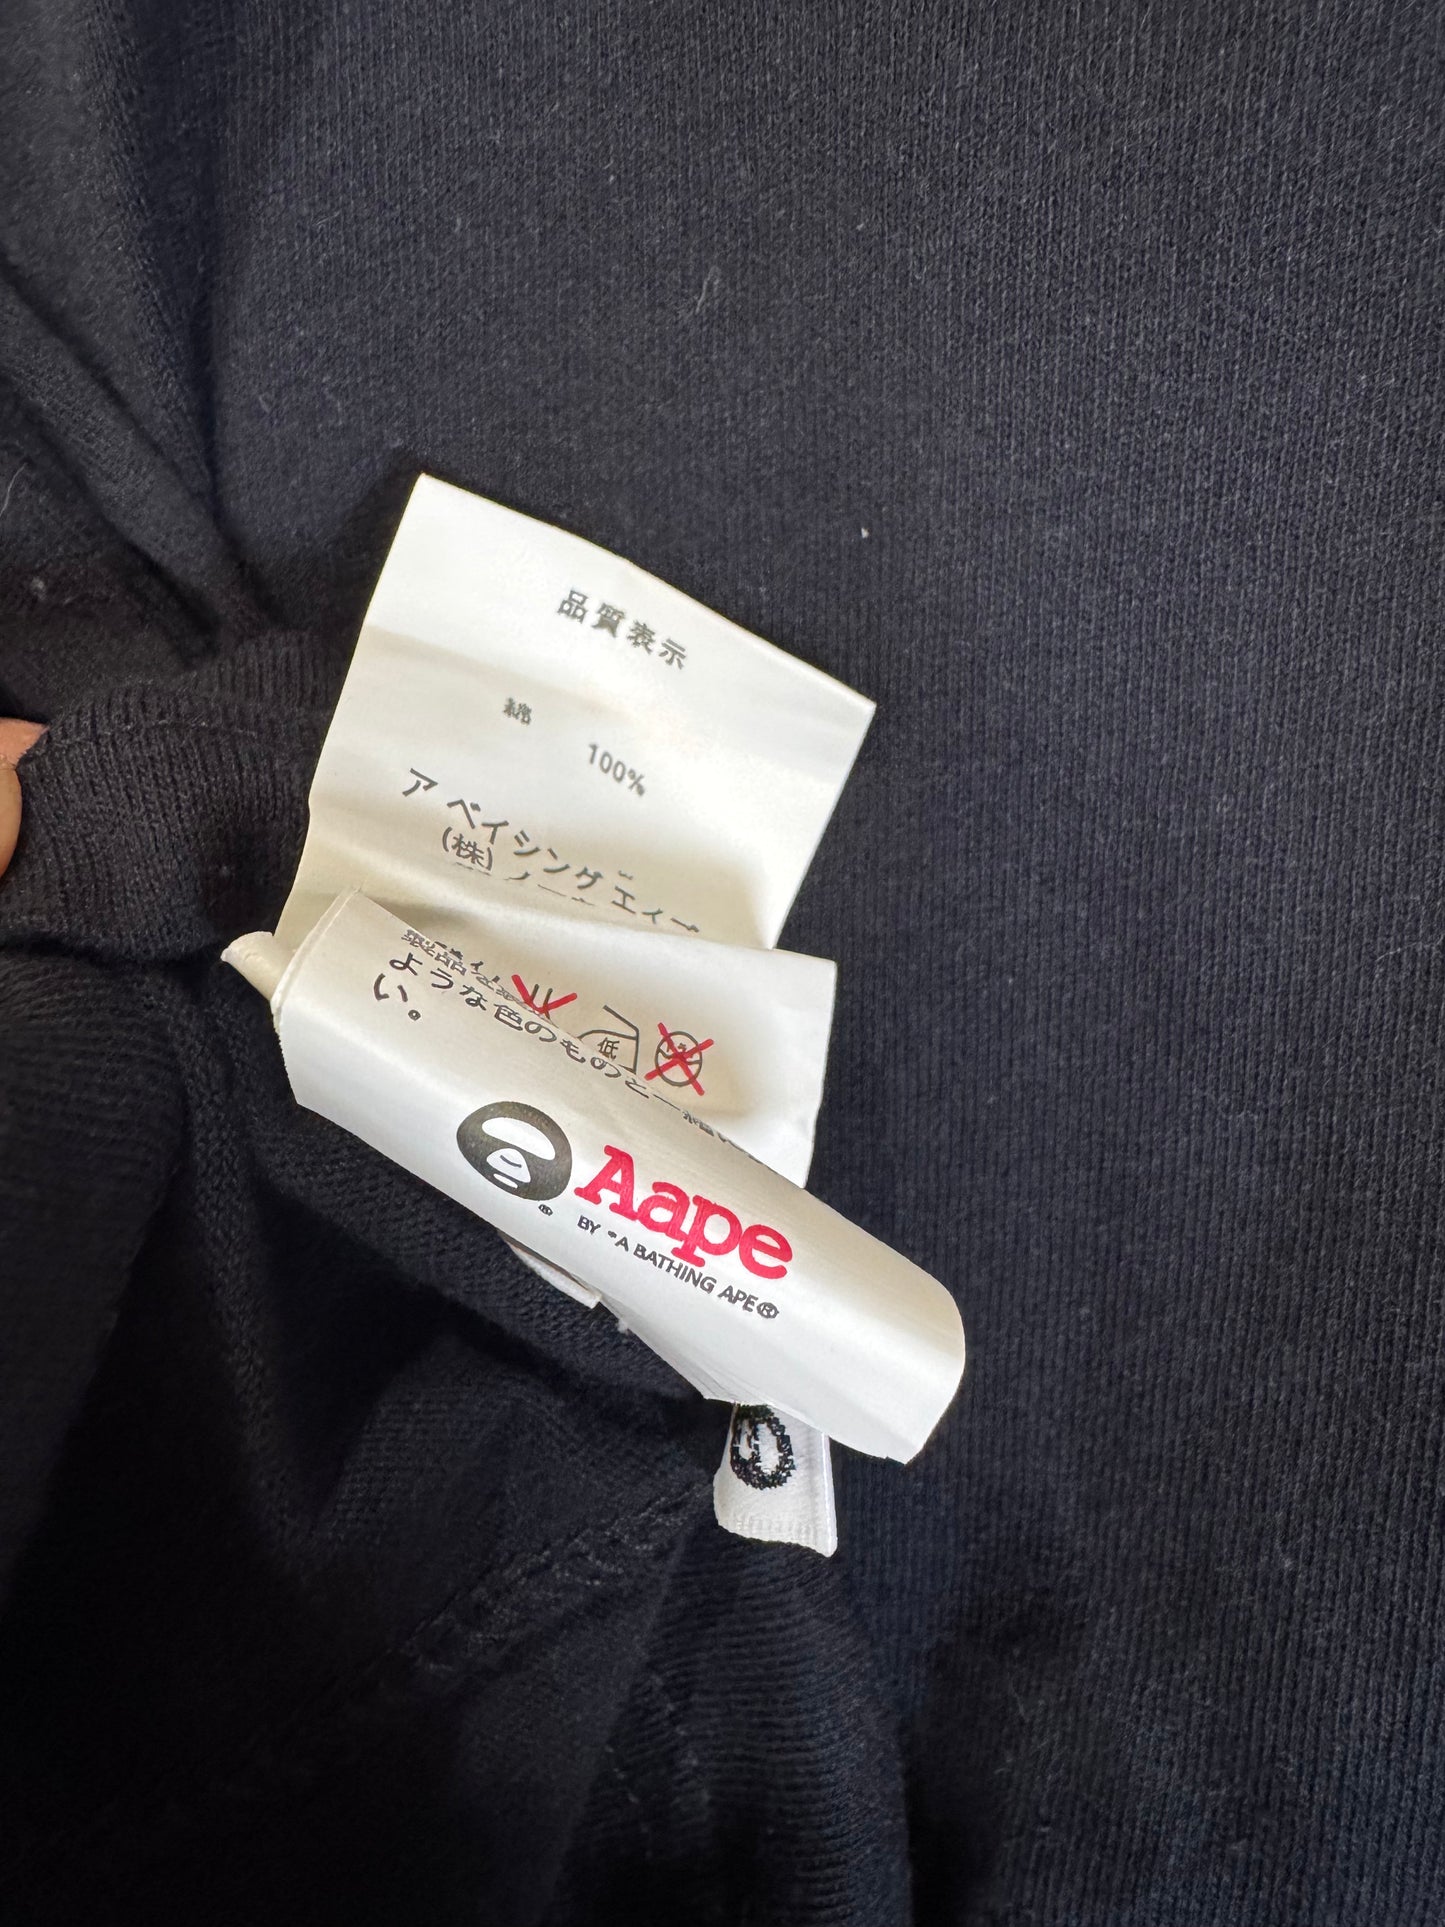 品質表示
綿 100%
ア ベイシング エイプ
(株)
ような色のものと一緒
い。
低
Aape
BY *A BATHING APE®